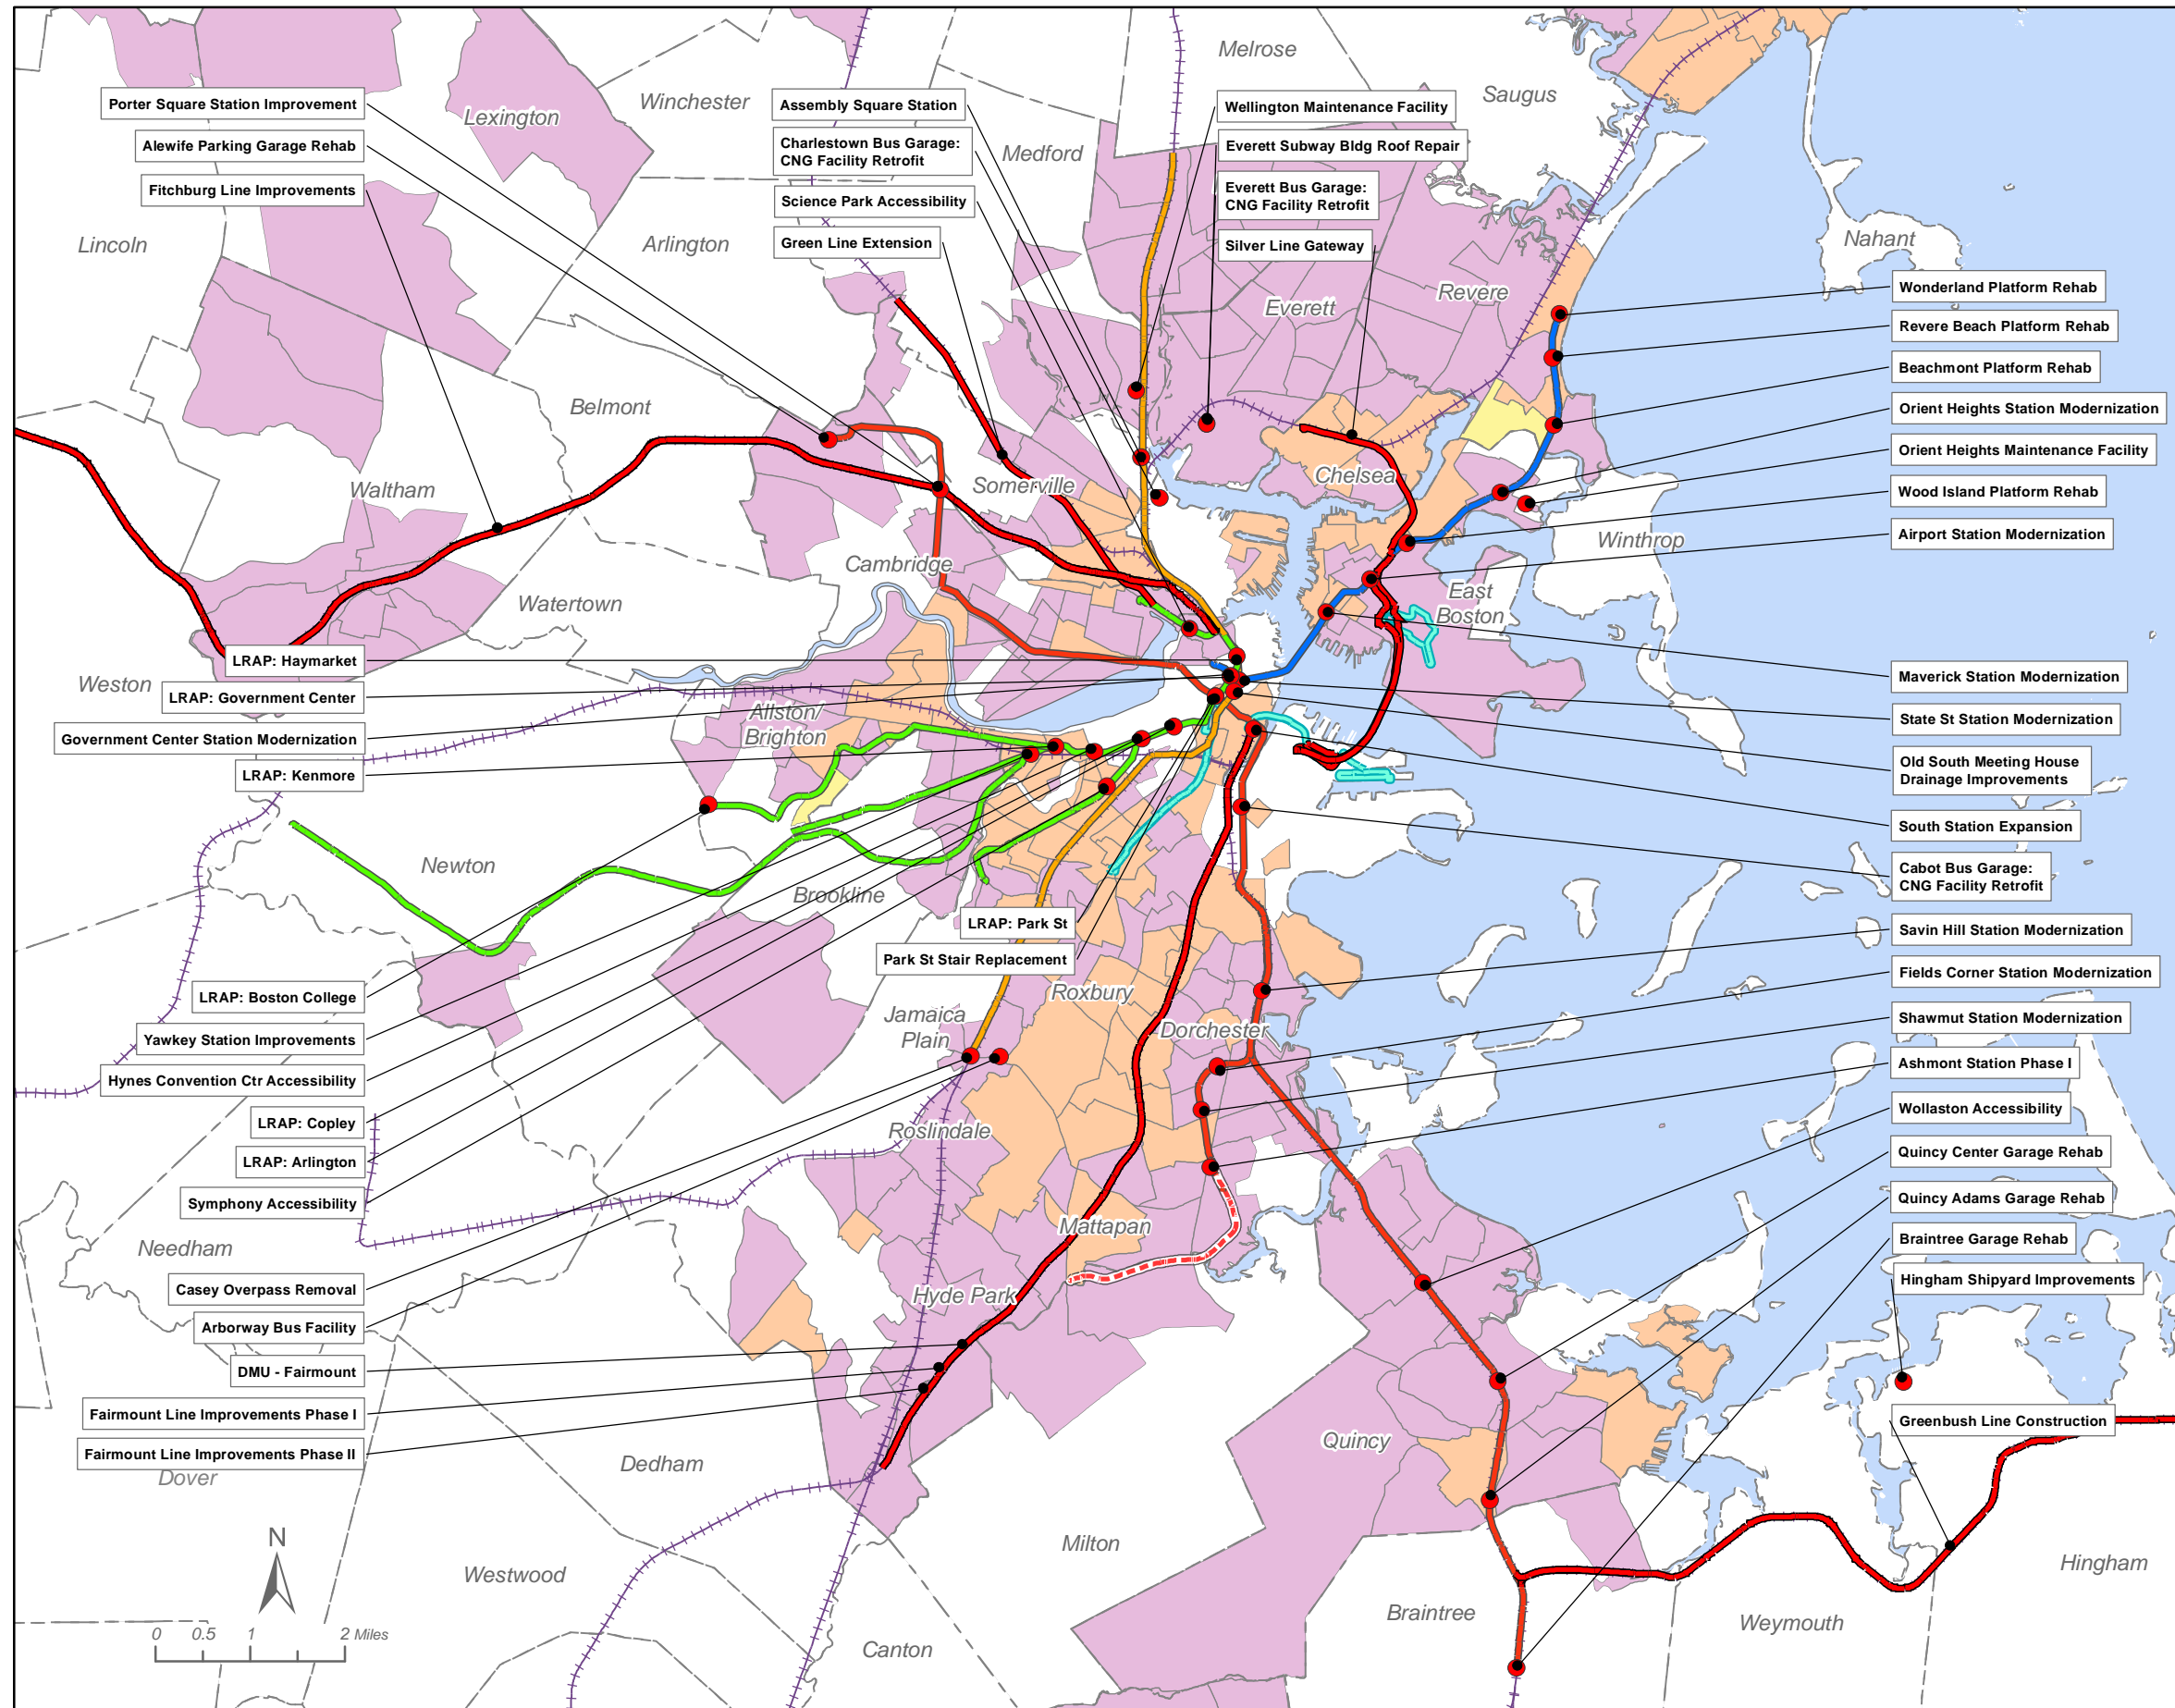 Melrose
Winchester
Saugus
Lexington
Medford
Lincoln
Arlington
Nahant
Revere
Everett
Belmont
Waltham
Somerville
Chelsea
Winthrop
Cambridge
Watertown
East
Boston
Weston
Allston/
Brighton
Newton
Brookline
Roxbury
Jamaica
Plain
Dorchester
Roslindale
Mattapan
Needham
Hyde Park
Quincy
Dedham
Dover
Milton
Westwood
Hingham
Braintree
Weymouth
Canton
Porter Square Station Improvement
Alewife Parking Garage Rehab
Fitchburg Line Improvements
Assembly Square Station
Charlestown Bus Garage:
CNG Facility Retrofit
Science Park Accessibility
Green Line Extension
Wellington Maintenance Facility
Everett Subway Bldg Roof Repair
Everett Bus Garage:
CNG Facility Retrofit
Silver Line Gateway
Wonderland Platform Rehab
Revere Beach Platform Rehab
Beachmont Platform Rehab
Orient Heights Station Modernization
Orient Heights Maintenance Facility
Wood Island Platform Rehab
Airport Station Modernization
Maverick Station Modernization
State St Station Modernization
Old South Meeting House
Drainage Improvements
South Station Expansion
Cabot Bus Garage:
CNG Facility Retrofit
Savin Hill Station Modernization
Fields Corner Station Modernization
Shawmut Station Modernization
Ashmont Station Phase I
Wollaston Accessibility
Quincy Center Garage Rehab
Quincy Adams Garage Rehab
Braintree Garage Rehab
Hingham Shipyard Improvements
Greenbush Line Construction
LRAP: Haymarket
LRAP: Government Center
Government Center Station Modernization
LRAP: Kenmore
LRAP: Park St
Park St Stair Replacement
LRAP: Boston College
Yawkey Station Improvements
Hynes Convention Ctr Accessibility
LRAP: Copley
LRAP: Arlington
Symphony Accessibility
Casey Overpass Removal
Arborway Bus Facility
DMU - Fairmount
Fairmount Line Improvements Phase I
Fairmount Line Improvements Phase II
N
0 0.5 1 2 Miles